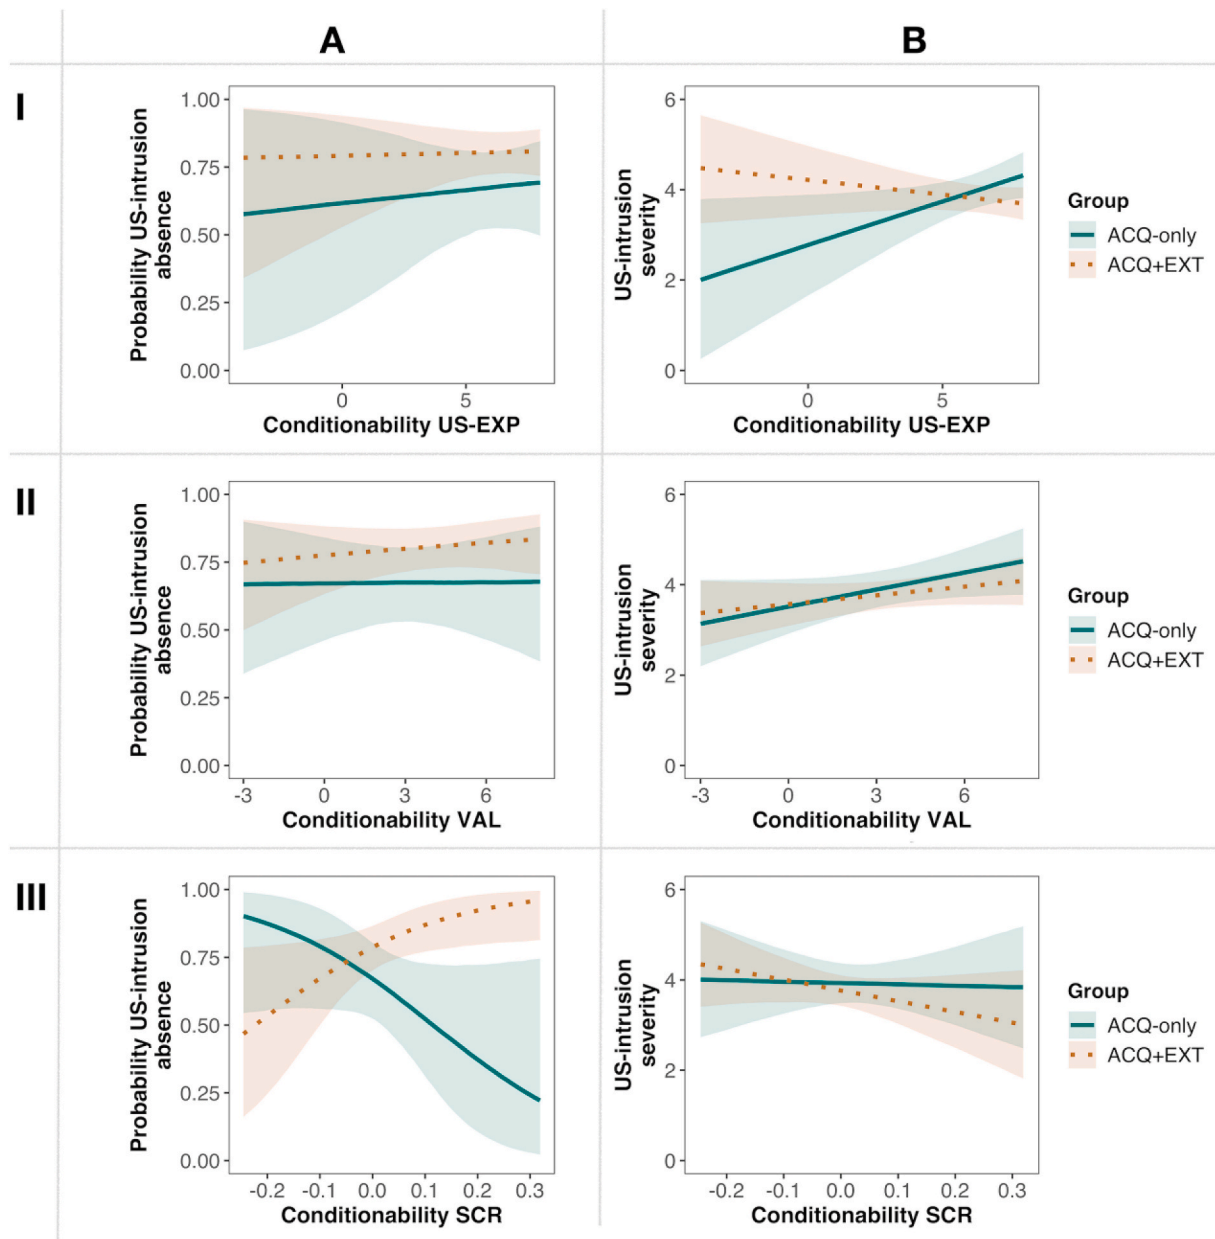 A
B
I
Probability US-intrusion
absence
1.00
0.75
0.50
0.25
0.00
0
5
Conditionability US-EXP
US-intrusion
severity
6
4
2
0
0
5
Conditionability US-EXP
Group
ACQ-only
ACQ+EXT
II
Probability US-intrusion
absence
1.00
0.75
0.50
0.25
0.00
-3
0
3
6
Conditionability VAL
US-intrusion
severity
6
4
2
0
-3
0
3
6
Conditionability VAL
Group
ACQ-only
ACQ+EXT
III
Probability US-intrusion
absence
1.00
0.75
0.50
0.25
0.00
-0.2
-0.1
0.0
0.1
0.2
0.3
Conditionability SCR
US-intrusion
severity
6
4
2
0
-0.2
-0.1
0.0
0.1
0.2
0.3
Conditionability SCR
Group
ACQ-only
ACQ+EXT